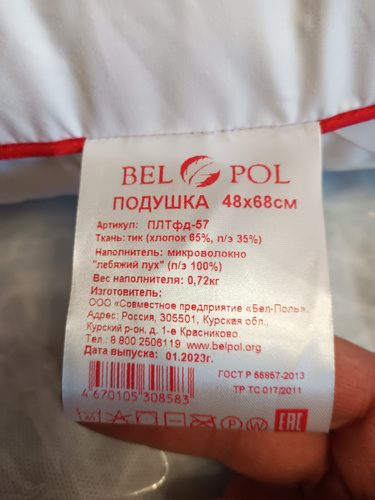 BEL POL
ПОДУШКА 48х68см
Артикул: ПЛТфд-57
Ткань: тик (хлопок 65%, п/э 35%)
Наполнитель: микроволокно
"лебяжий пух" (п/э 100%)
Вес наполнителя: 0,72кг
Изготовитель:
ООО «Совместное предприятие «Бел-Поль».
Адрес: Россия, 305501, Курская обл.,
Курский р-он, д. 1-е Красниково.
Тел.: 8 800 2506119 www.belpol.org
Дата выпуска: 01.2023г.
ГОСТ Р 55857-2013
ТР ТС 017/2011
4 670105 308583
40 P W EAC